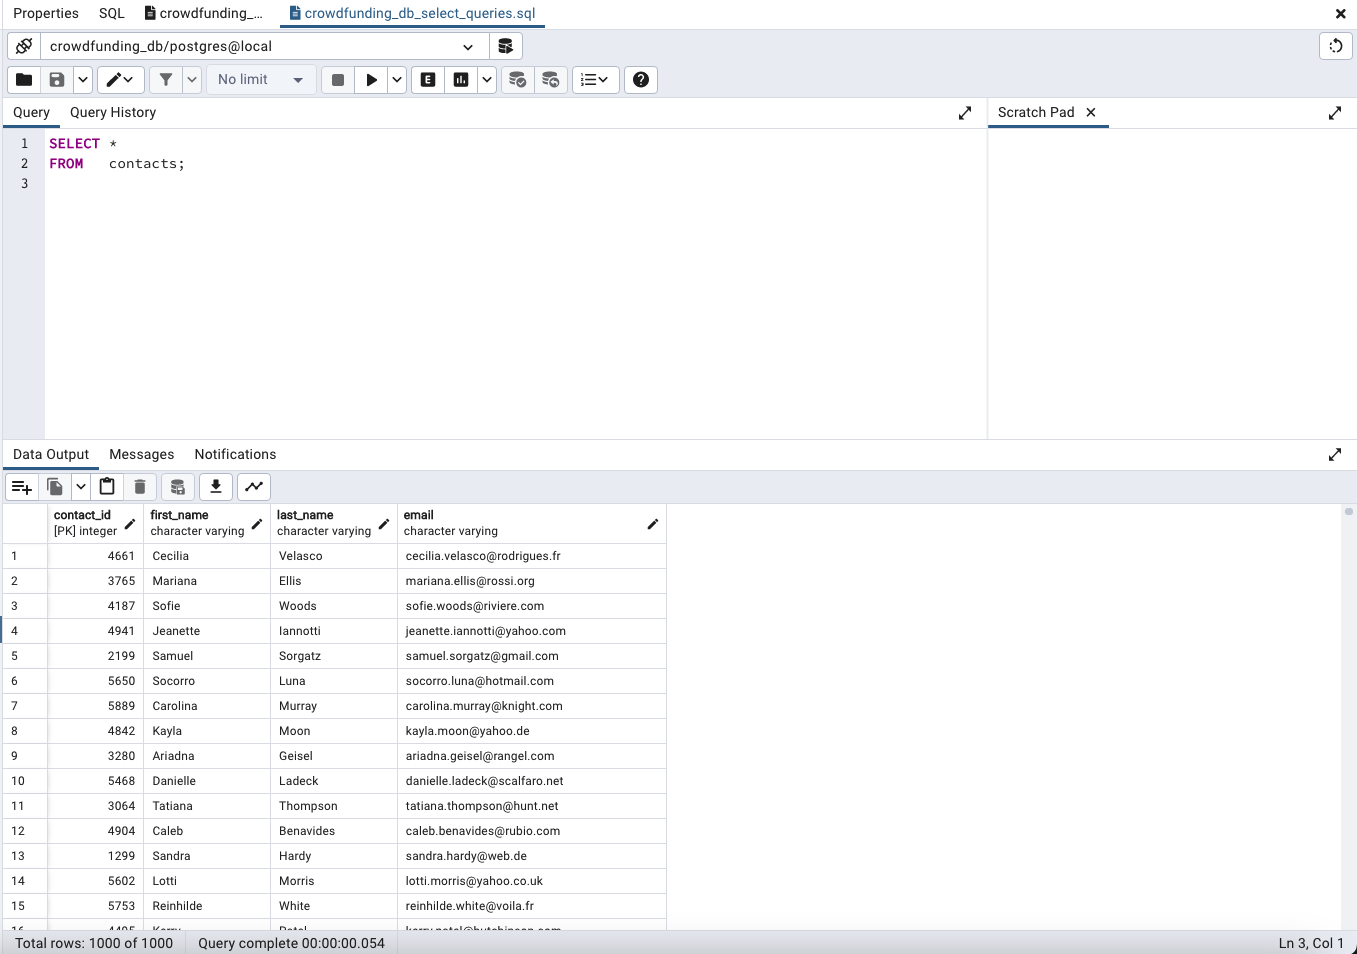 Properties SQL crowdfunding_... crowdfunding_db_select_queries.sql
crowdfunding_db/postgres@local
No limit
E
Query Query History
Scratch Pad
1 SELECT *
2 FROM contacts;
3
Data Output Messages Notifications
contact_id first_name last_name email
[PK] integer character varying character varying character varying
1 4661 Cecilia Velasco cecilia.velasco@rodrigues.fr
2 3765 Mariana Ellis mariana.ellis@rossi.org
3 4187 Sofie Woods sofie.woods@riviere.com
4 4941 Jeanette Iannotti jeanette.iannotti@yahoo.com
5 2199 Samuel Sorgatz samuel.sorgatz@gmail.com
6 5650 Socorro Luna socorro.luna@hotmail.com
7 5889 Carolina Murray carolina.murray@knight.com
8 4842 Kayla Moon kayla.moon@yahoo.de
9 3280 Ariadna Geisel ariadna.geisel@rangel.com
10 5468 Danielle Ladeck danielle.ladeck@scalfaro.net
11 3064 Tatiana Thompson tatiana.thompson@hunt.net
12 4904 Caleb Benavides caleb.benavides@rubio.com
13 1299 Sandra Hardy sandra.hardy@web.de
14 5602 Lotti Morris lotti.morris@yahoo.co.uk
15 5753 Reinhilde White reinhilde.white@voila.fr
Total rows: 1000 of 1000 Query complete 00:00:00.054 Ln 3, Col 1